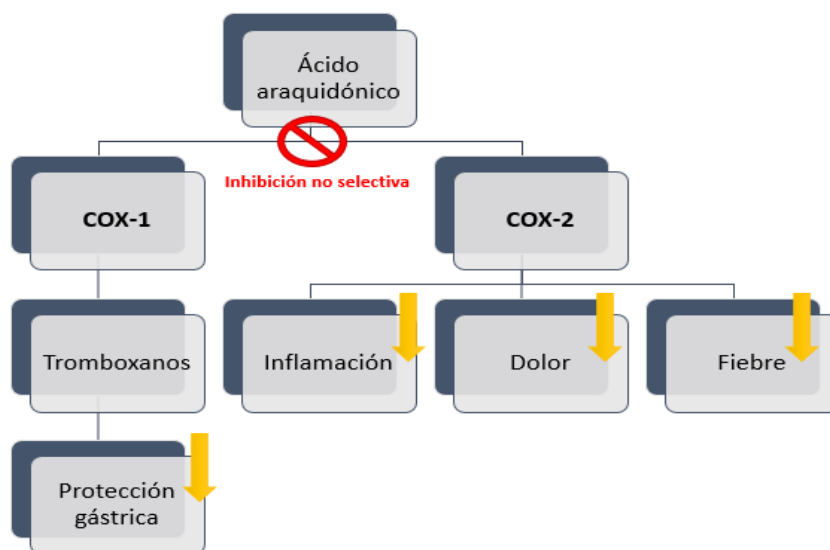 Ácido
araquidónico
Inhibición no selectiva
COX-1
COX-2
Tromboxanos
Inflamación
Dolor
Fiebre
Protección
gástrica